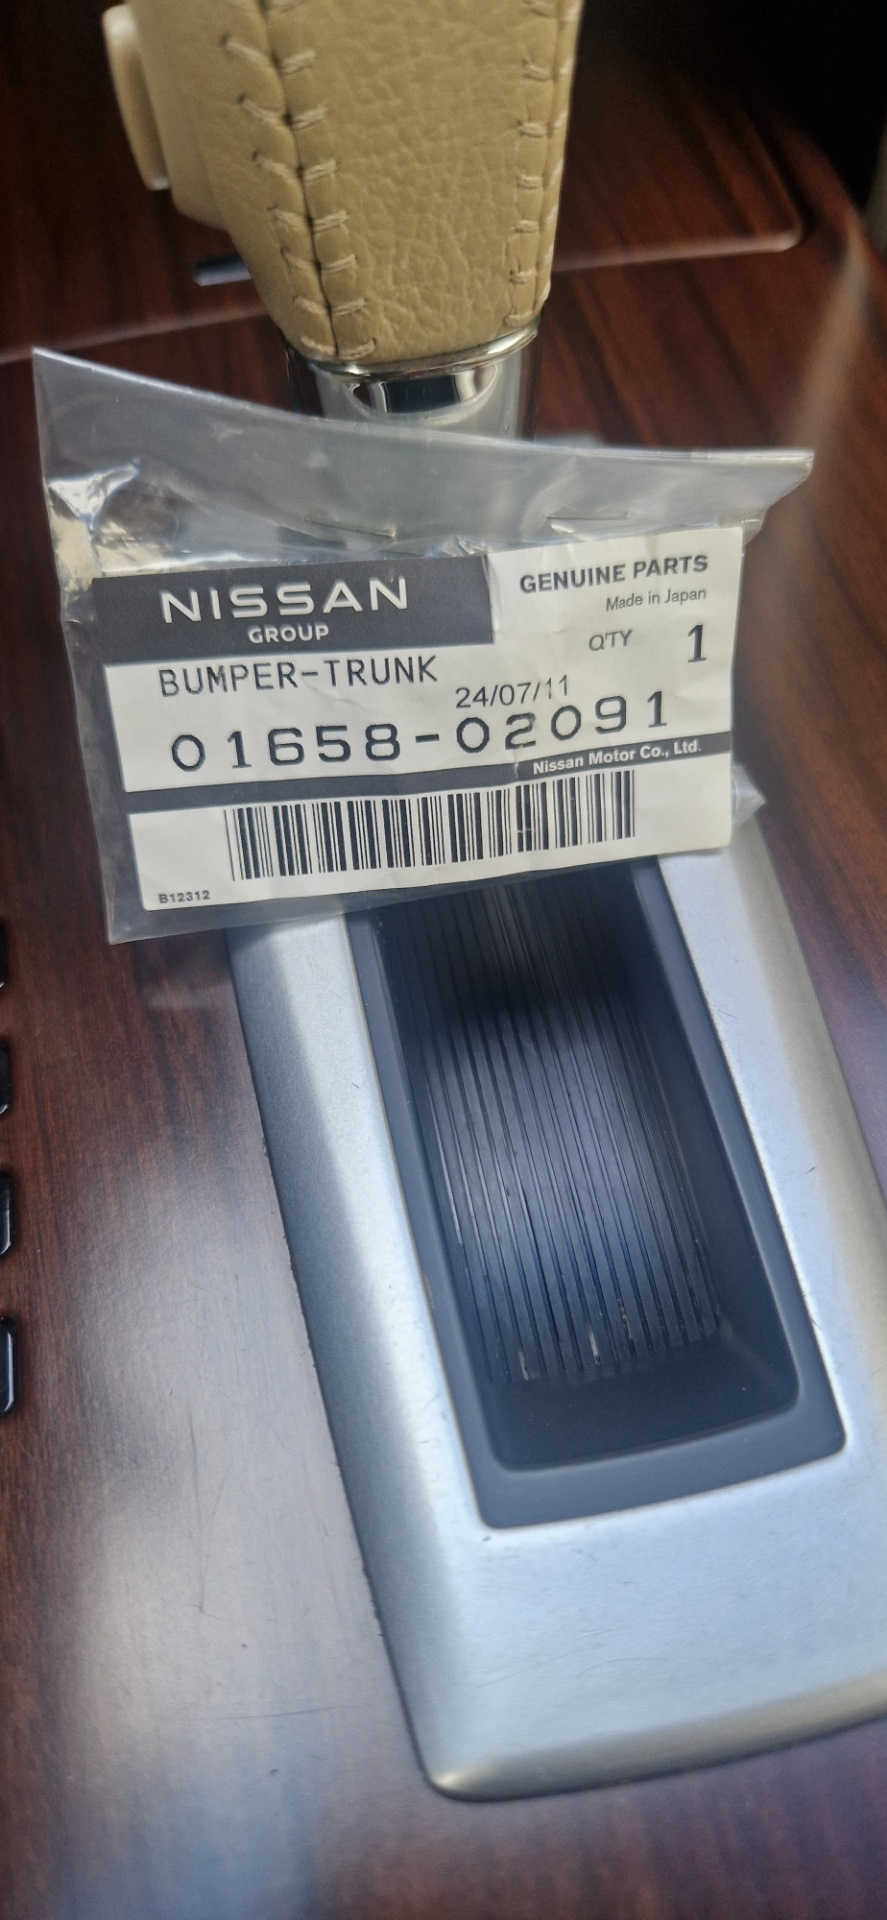 NISSAN
GROUP
GENUINE PARTS
Made in Japan
Q'TY 1
BUMPER-TRUNK
24/07/11
01658-02091
Nissan Motor Co., Ltd.
B12312